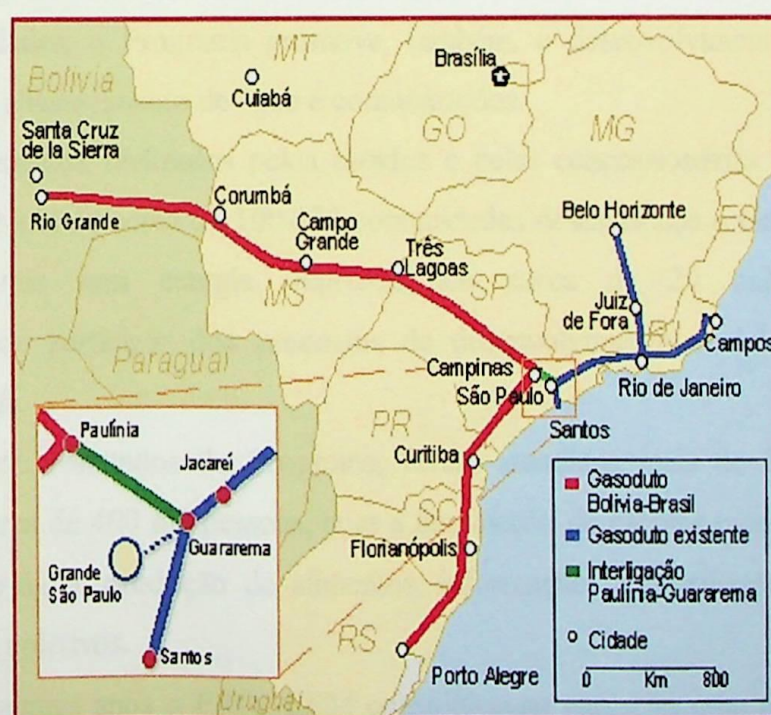 MT
Bolivia
Cuiabá
Brasília
GO
MG
ES
Santa Cruz
de la Sierra
Rio Grande
Corumbá
Campo
Grande
MS
Três
Lagoas
SP
Belo Horizonte
Juiz
de Fora
RJ
Campos
Rio de Janeiro
Paraguai
Campinas
São Paulo
Santos
PR
Curitiba
SC
Florianópolis
RS
Porto Alegre
Uruguai
Paulínia
Jacareí
Guararema
Grande
São Paulo
Santos
Gasoduto
Bolivia-Brasil
Gasoduto existente
Interligação
Paulínia-Guararema
Cidade
0 Km 800